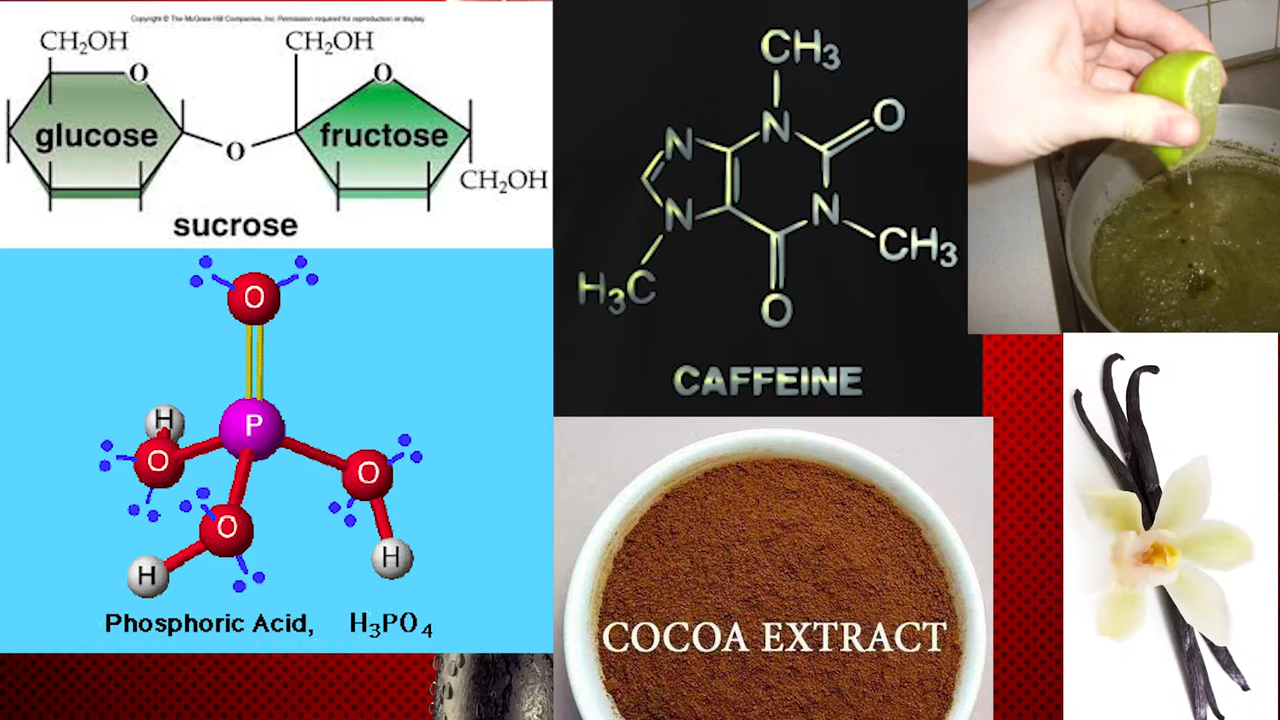 Copyright © The McGraw-Hill Companies, Inc. Permission required for reproduction or display.
CH₂OH
CH₂OH
O
O
glucose
fructose
O
CH₂OH
sucrose
CH₃
N
N
O
N
N
CH₃
H₃C
O
CAFFEINE
O
P
H
O
O
O
H
H
Phosphoric Acid, H₃PO₄
COCOA EXTRACT